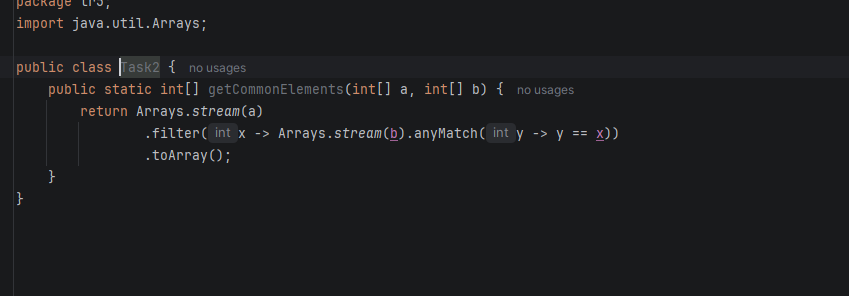 package tr5;
import java.util.Arrays;
public class Task2 { no usages
public static int[] getCommonElements(int[] a, int[] b) { no usages
return Arrays.stream(a)
.filter( int x -> Arrays.stream(b).anyMatch( int y -> y == x))
.toArray();
}
}